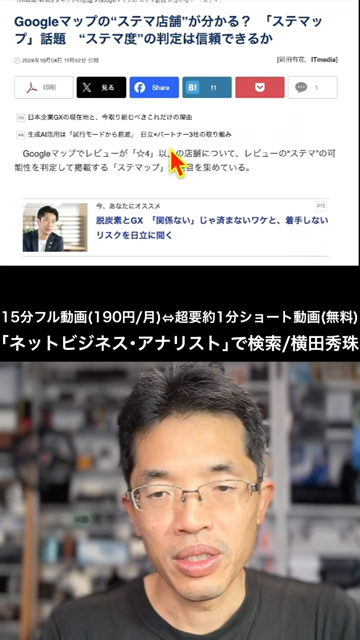 Googleマップの“ステマ店舗”が分かる？ 「ステマッ
プ」話題 “ステマ度”の判定は信頼できるか
2024年10月04日 11時52分 公開
[岡田有花，ITmedia]
印刷
見る
Share
11
1
PR 日本企業GXの現在地と、今取り組むべきこれだけの理由
PR 生成AI活用は「試行モードから前進」 日立×パートナー3社の取り組み
Googleマップでレビューが「☆4」以上の店舗について、レビューの“ステマ”の可
能性を判定して掲載する「ステマップ」が注目を集めている。
今、あなたにオススメ
PR
脱炭素とGX 「関係ない」じゃ済まないワケと、着手しない
リスクを日立に聞く
15分フル動画(190円/月)⇔超要約1分ショート動画(無料)
「ネットビジネス・アナリスト」で検索/横田秀珠